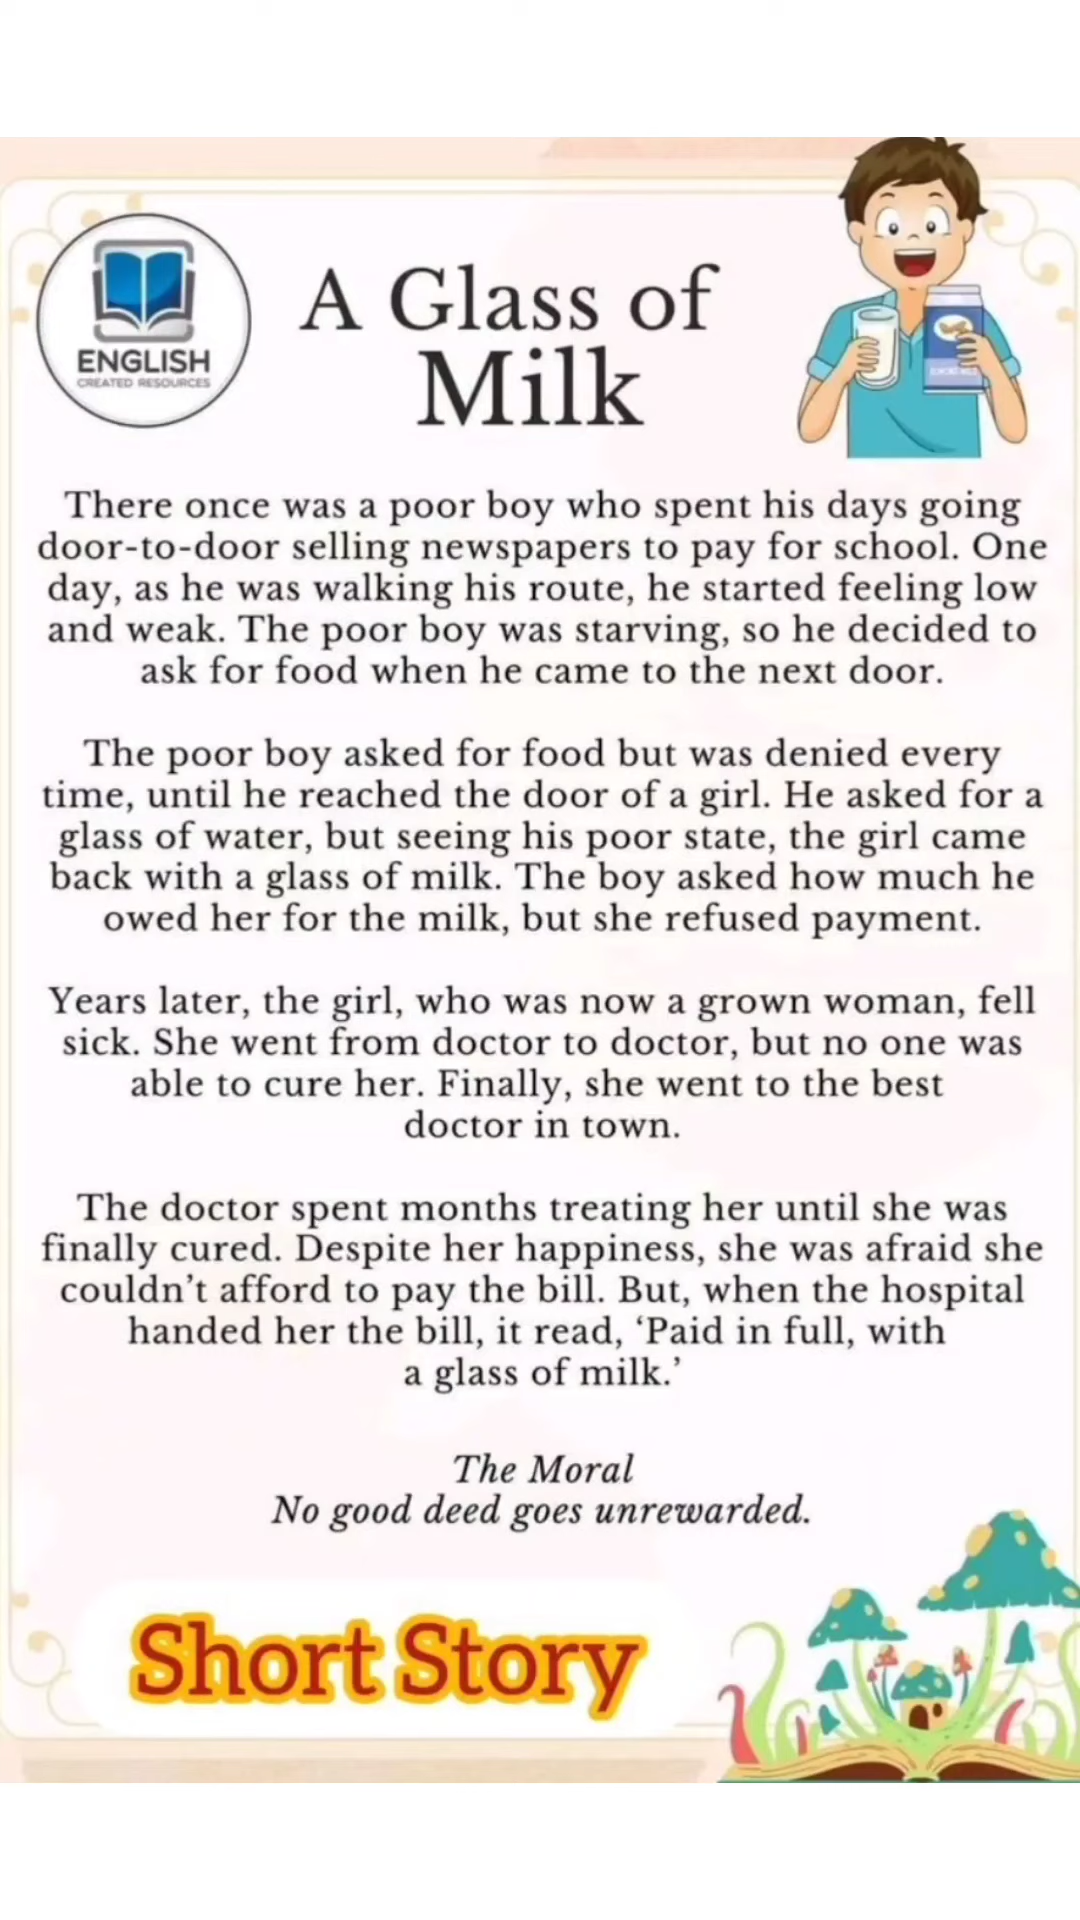 ENGLISH
CREATED RESOURCES
A Glass of
Milk
There once was a poor boy who spent his days going
door-to-door selling newspapers to pay for school. One
day, as he was walking his route, he started feeling low
and weak. The poor boy was starving, so he decided to
ask for food when he came to the next door.
The poor boy asked for food but was denied every
time, until he reached the door of a girl. He asked for a
glass of water, but seeing his poor state, the girl came
back with a glass of milk. The boy asked how much he
owed her for the milk, but she refused payment.
Years later, the girl, who was now a grown woman, fell
sick. She went from doctor to doctor, but no one was
able to cure her. Finally, she went to the best
doctor in town.
The doctor spent months treating her until she was
finally cured. Despite her happiness, she was afraid she
couldn’t afford to pay the bill. But, when the hospital
handed her the bill, it read, ‘Paid in full, with
a glass of milk.’
The Moral
No good deed goes unrewarded.
Short Story